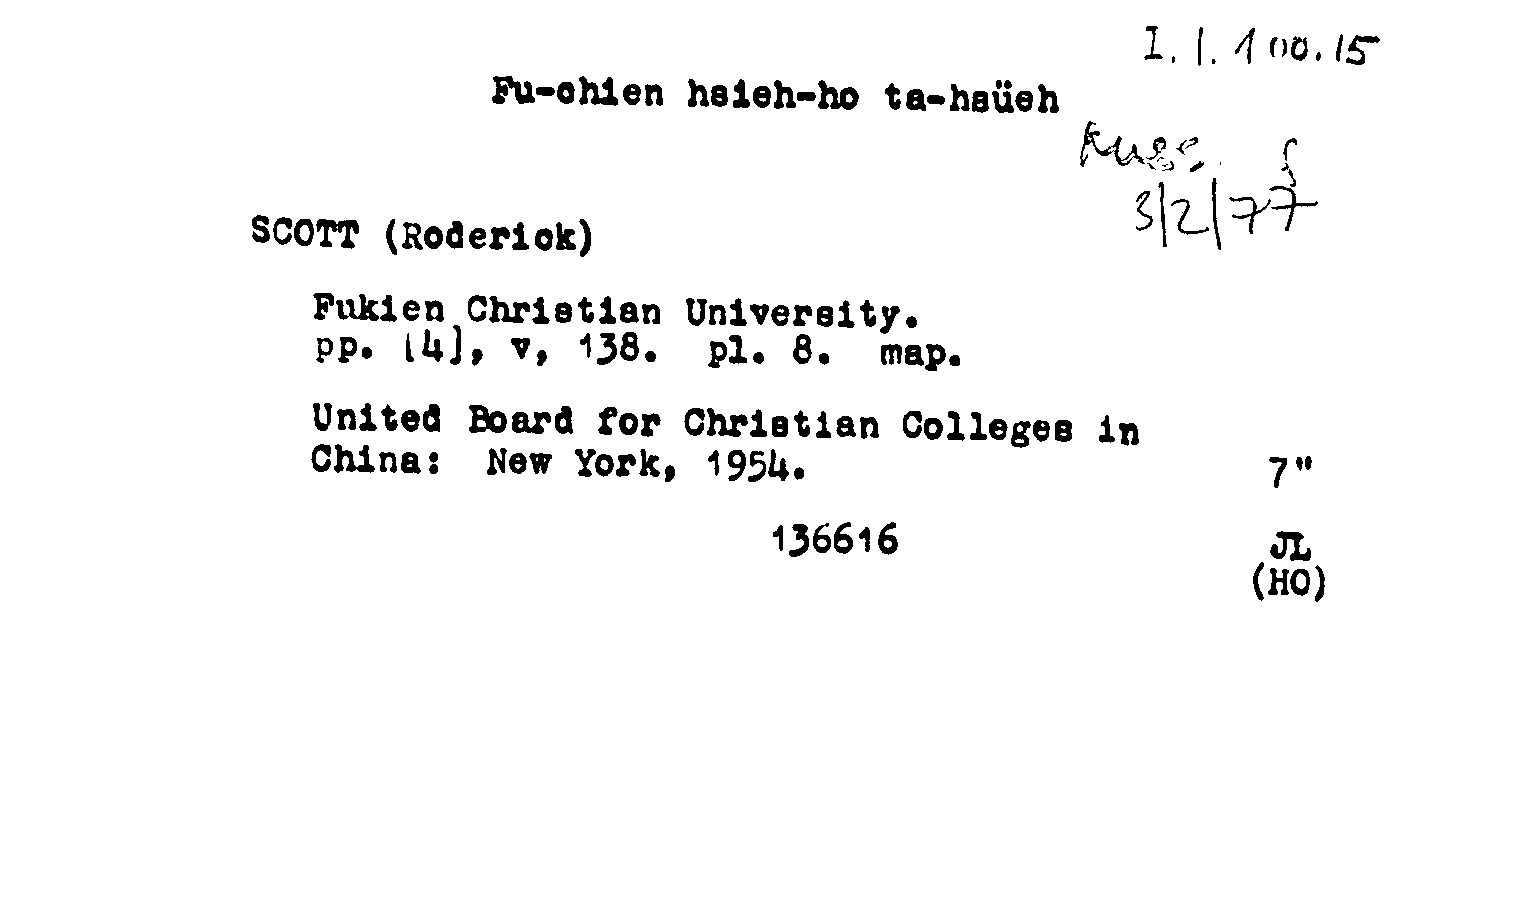 I. 1. 100.15
Fu-chien hsieh-ho ta-hsüeh
3/2/77
SCOTT (Roderick)
Fukien Christian University.
pp. [4], v, 138. pl. 8. map.
United Board for Christian Colleges in
China: New York, 1954.
7"
136616
JL
(HO)